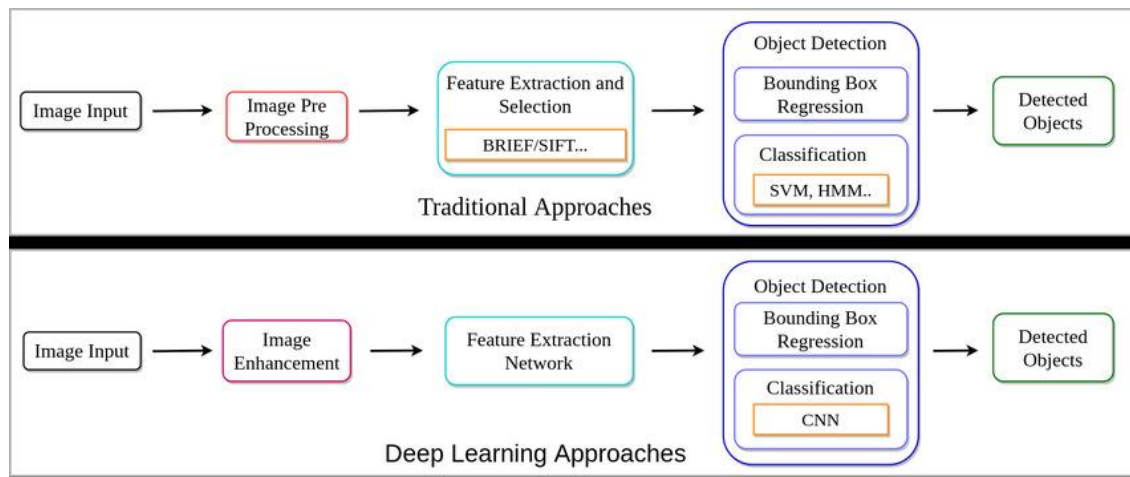 Image Input
Image Pre
Processing
Feature Extraction and
Selection
BRIEF/SIFT...
Object Detection
Bounding Box
Regression
Classification
SVM, HMM..
Detected
Objects
Traditional Approaches
Image Input
Image
Enhancement
Feature Extraction
Network
Object Detection
Bounding Box
Regression
Classification
CNN
Detected
Objects
Deep Learning Approaches